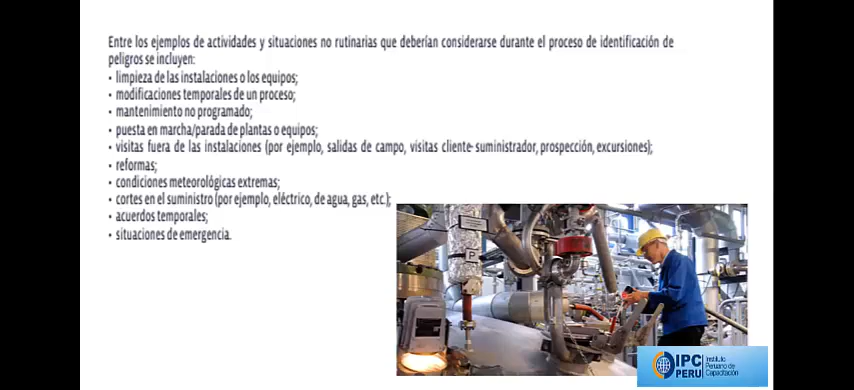 Entre los ejemplos de actividades y situaciones no rutinarias que deberían considerarse durante el proceso de identificación de
peligros se incluyen:
• limpieza de las instalaciones o los equipos;
• modificaciones temporales de un proceso;
• mantenimiento no programado;
• puesta en marcha/parada de plantas o equipos;
• visitas fuera de las instalaciones (por ejemplo, salidas de campo, visitas cliente-suministrador, prospección, excursiones);
• reformas;
• condiciones meteorológicas extremas;
• cortes en el suministro (por ejemplo, eléctrico, de agua, gas, etc.);
• acuerdos temporales;
• situaciones de emergencia.
P
IPC
PERU
Instituto
Peruano de
Capacitación